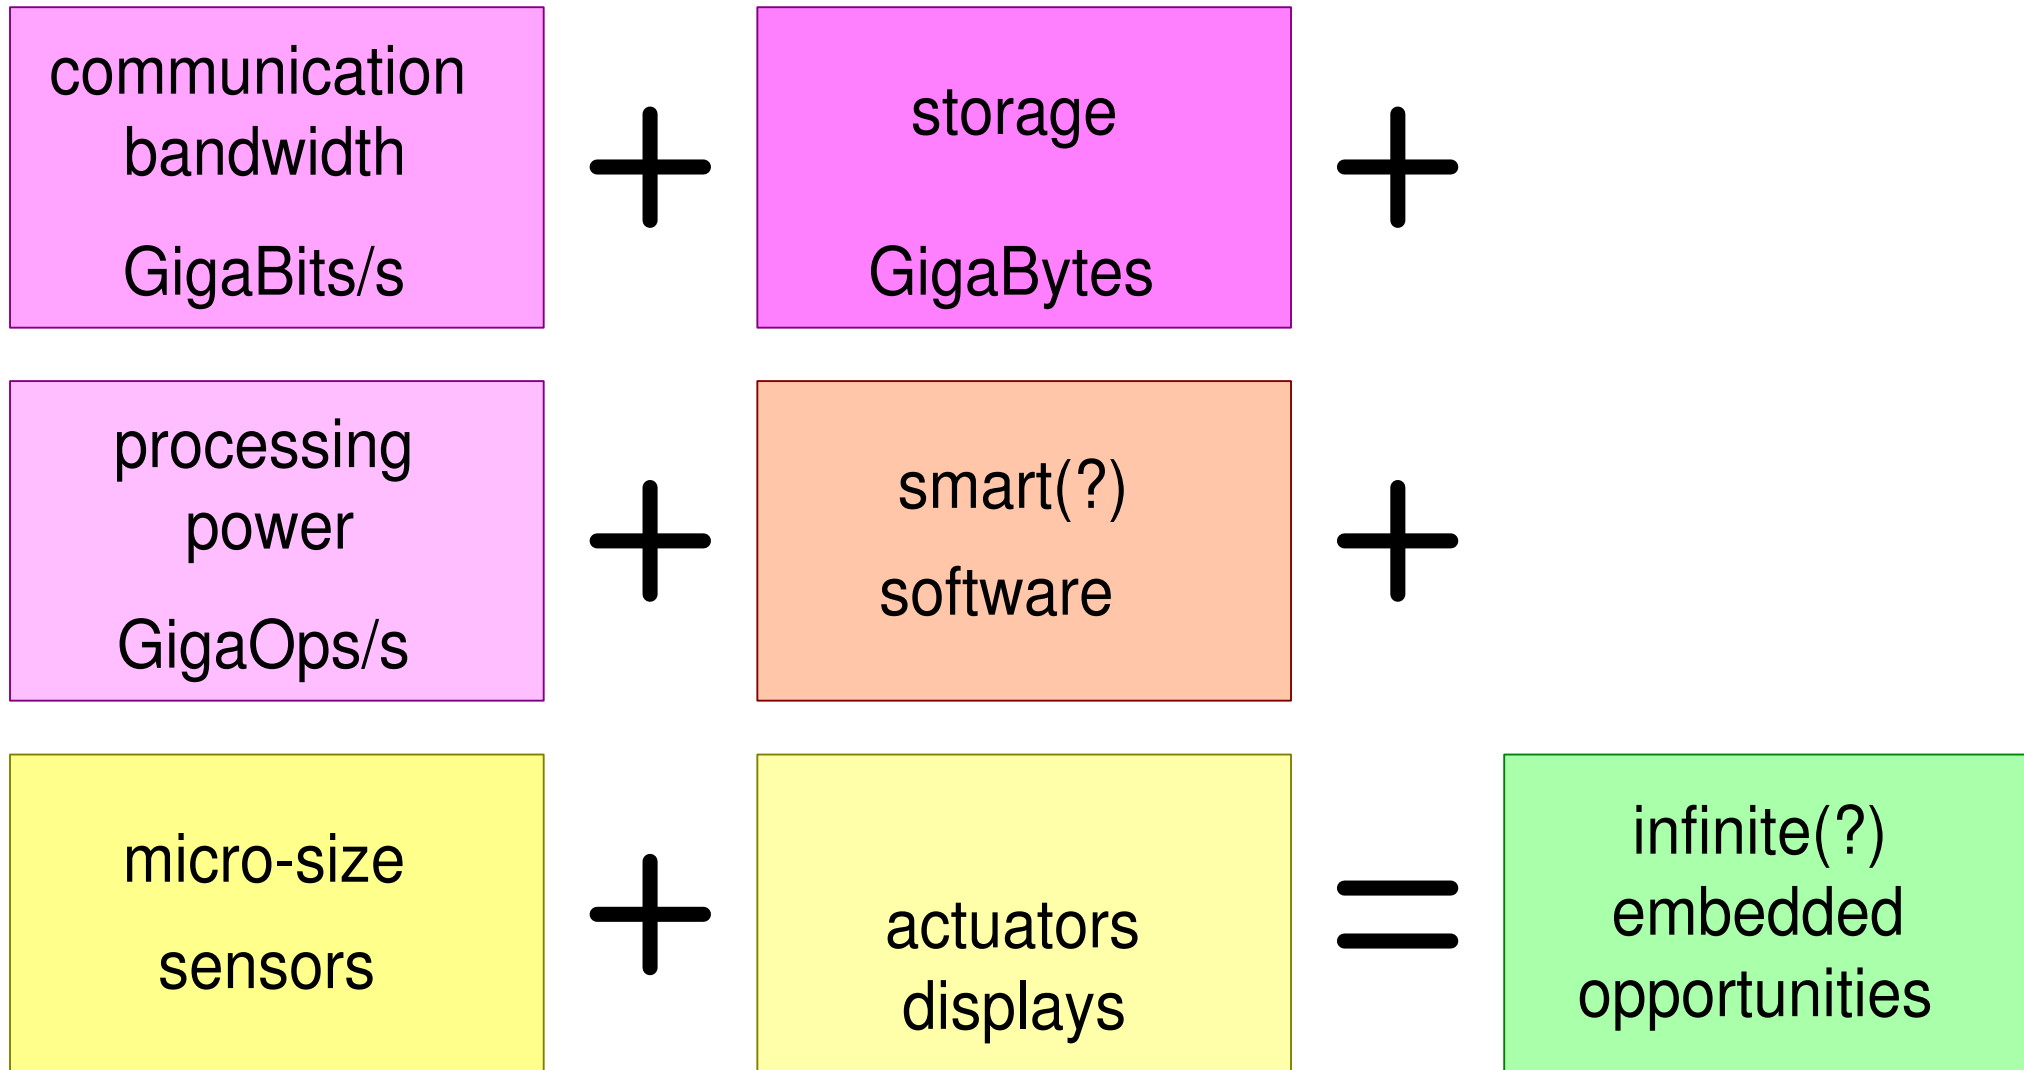 communication
bandwidth
GigaBits/s
+
storage
GigaBytes
+
processing
power
GigaOps/s
+
smart(?)
software
+
micro-size
sensors
+
actuators
displays
=
infinite(?)
embedded
opportunities